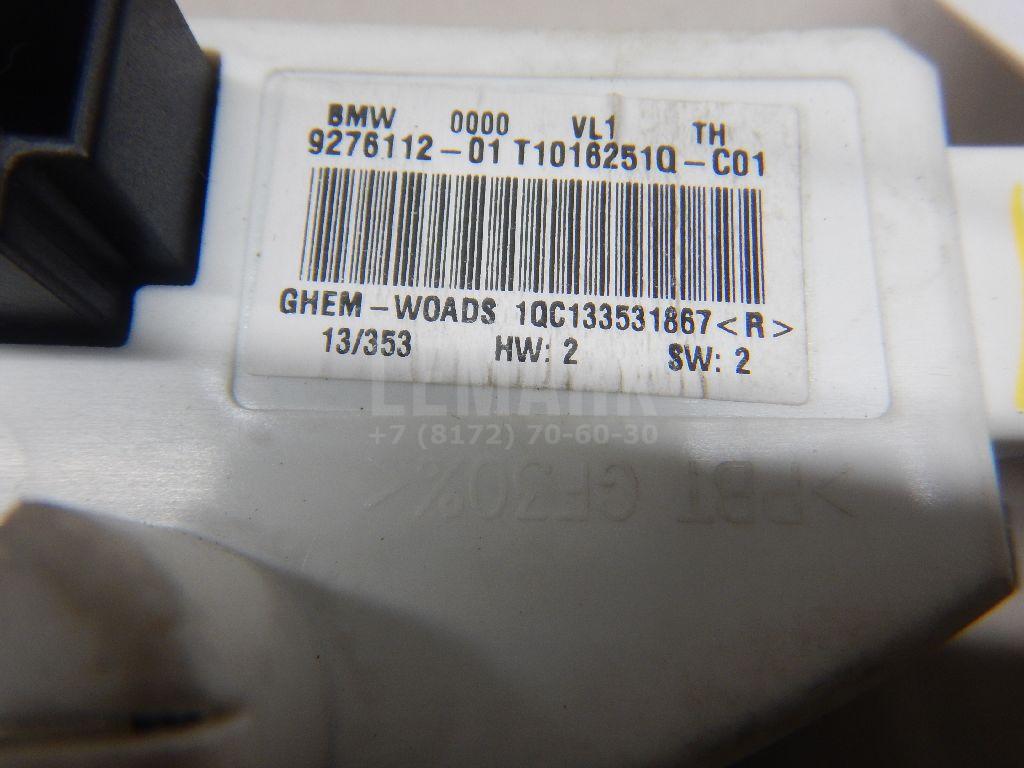 BMW 0000 VL1 TH
9276112-01 T1016251Q-C01
GHEM-WOADS 1QC133531867<R>
13/353 HW: 2 SW: 2
LEMARK
+7 (8172) 70-60-30
>PBT GF30%<